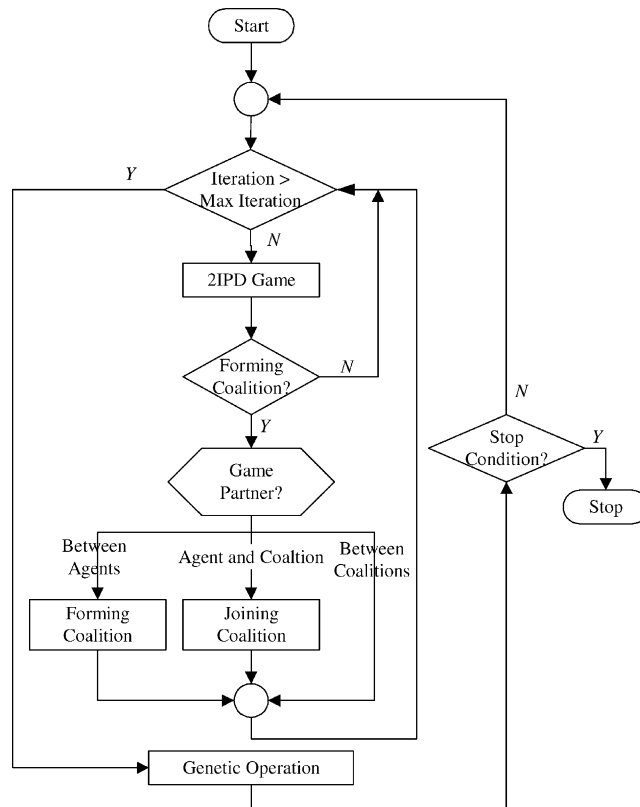 Start
Y
Iteration >
Max Iteration
N
2IPD Game
Forming
Coalition?
N
Y
N
Stop
Condition?
Y
Stop
Game
Partner?
Between
Agents
Agent and Coaltion
Between
Coalitions
Forming
Coalition
Joining
Coalition
Genetic Operation